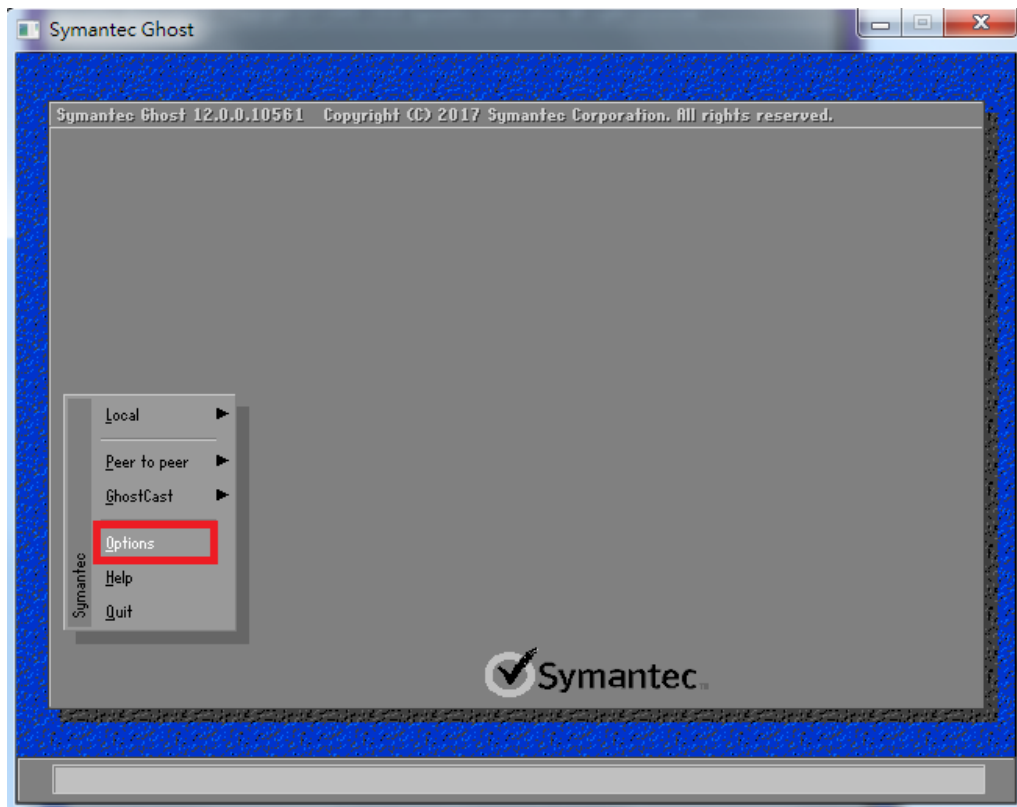 Symantec Ghost
Symantec Ghost 12.0.0.10561 Copyright (C) 2017 Symantec Corporation. All rights reserved.
Local
Peer to peer
GhostCast
Options
Help
Quit
Symantec
Symantec